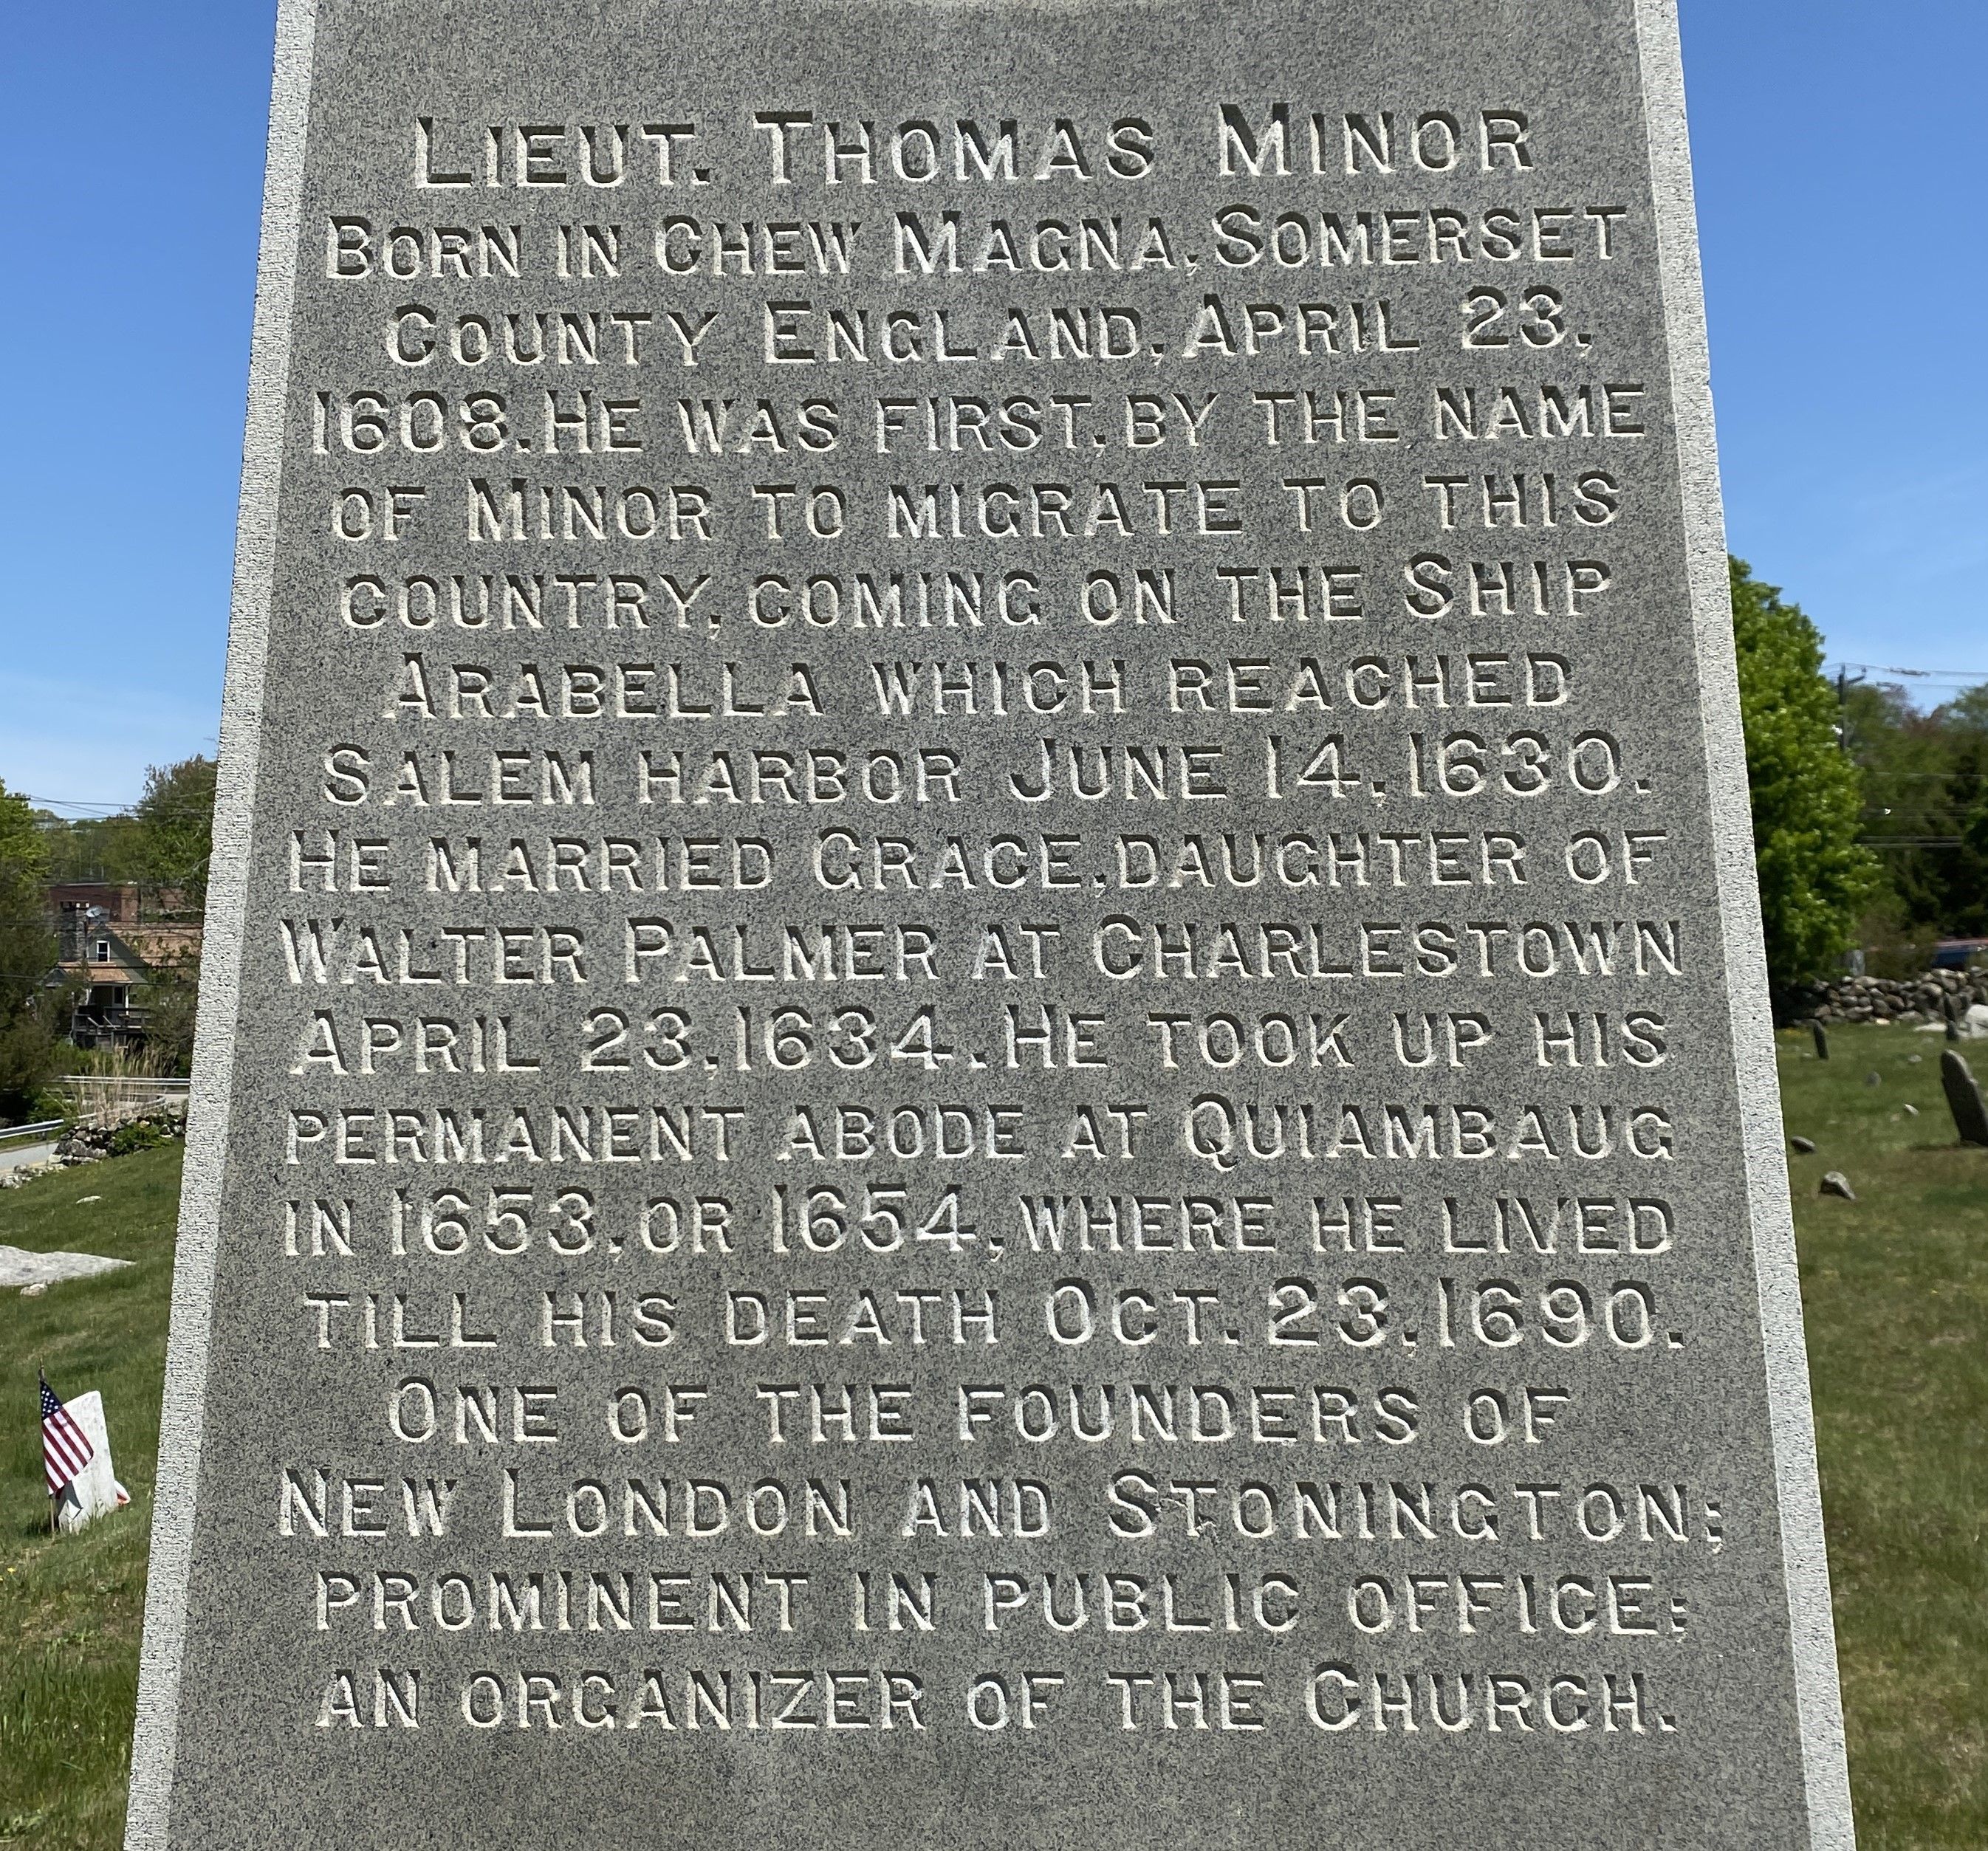 LIEUT. THOMAS MINOR
BORN IN CHEW MAGNA, SOMERSET
COUNTY ENGLAND, APRIL 23,
1608. HE WAS FIRST, BY THE NAME
OF MINOR TO MIGRATE TO THIS
COUNTRY, COMING ON THE SHIP
ARABELLA WHICH REACHED
SALEM HARBOR JUNE 14, 1630.
HE MARRIED GRACE, DAUGHTER OF
WALTER PALMER AT CHARLESTOWN
APRIL 23, 1634. HE TOOK UP HIS
PERMANENT ABODE AT QUIAMBAUG
IN 1653, OR 1654, WHERE HE LIVED
TILL HIS DEATH OCT. 23, 1690.
ONE OF THE FOUNDERS OF
NEW LONDON AND STONINGTON;
PROMINENT IN PUBLIC OFFICE;
AN ORGANIZER OF THE CHURCH.